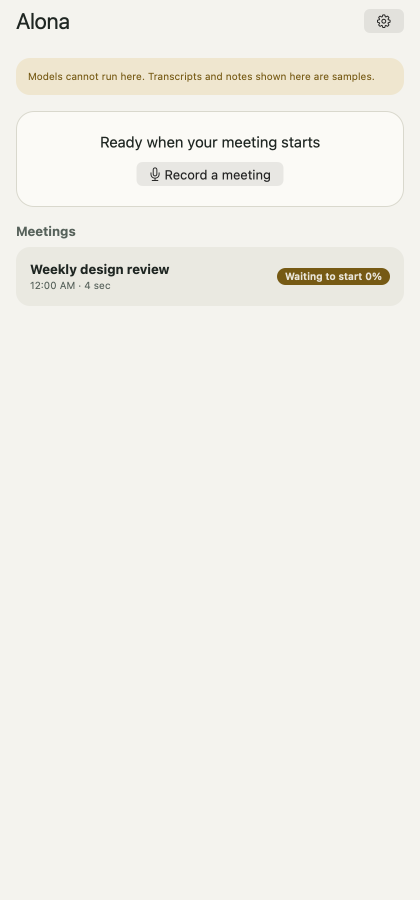 Alona
Models cannot run here. Transcripts and notes shown here are samples.
Ready when your meeting starts
Record a meeting
Meetings
Weekly design review
Waiting to start 0%
12:00 AM · 4 sec